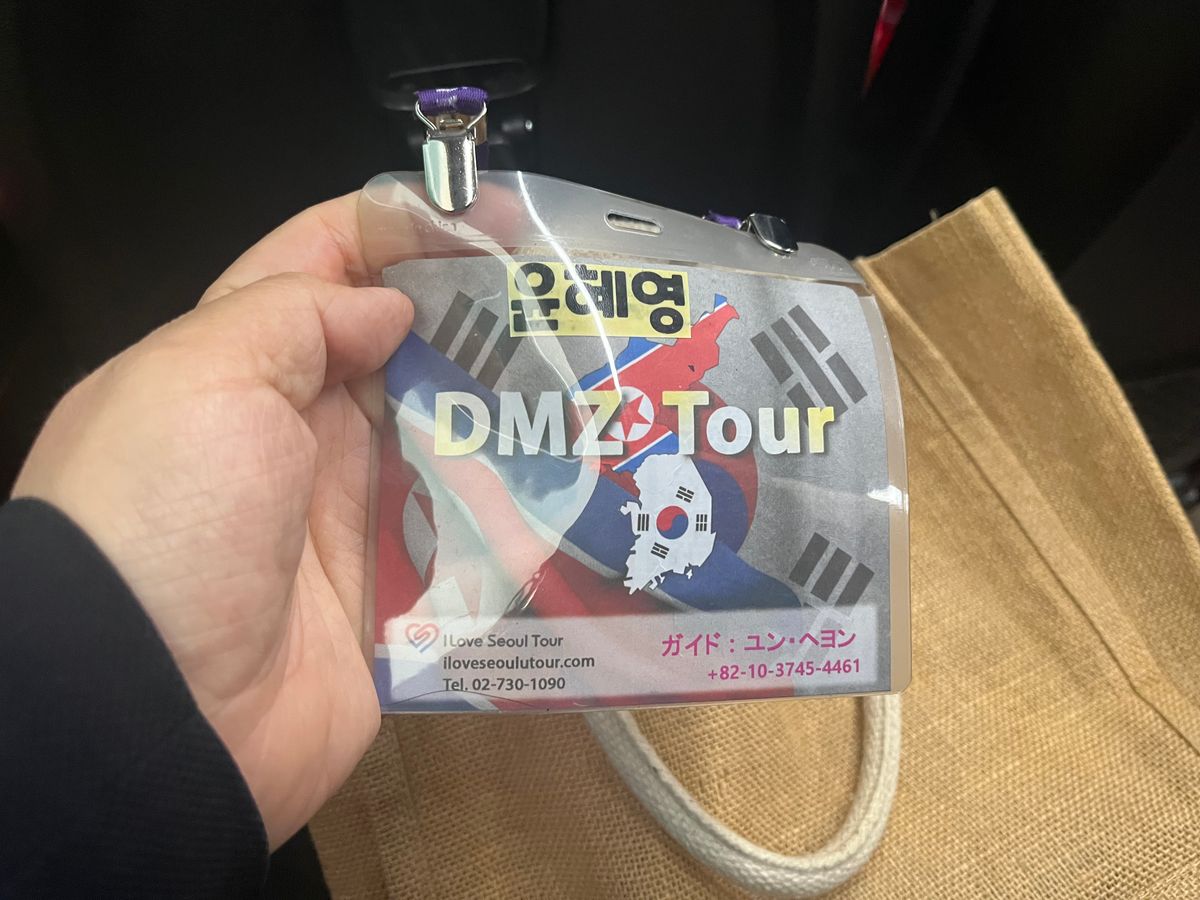 윤혜영
DMZ Tour
I Love Seoul Tour
iloveseoulutour.com
Tel. 02-730-1090
ガイド : ユン・ヘヨン
+82-10-3745-4461